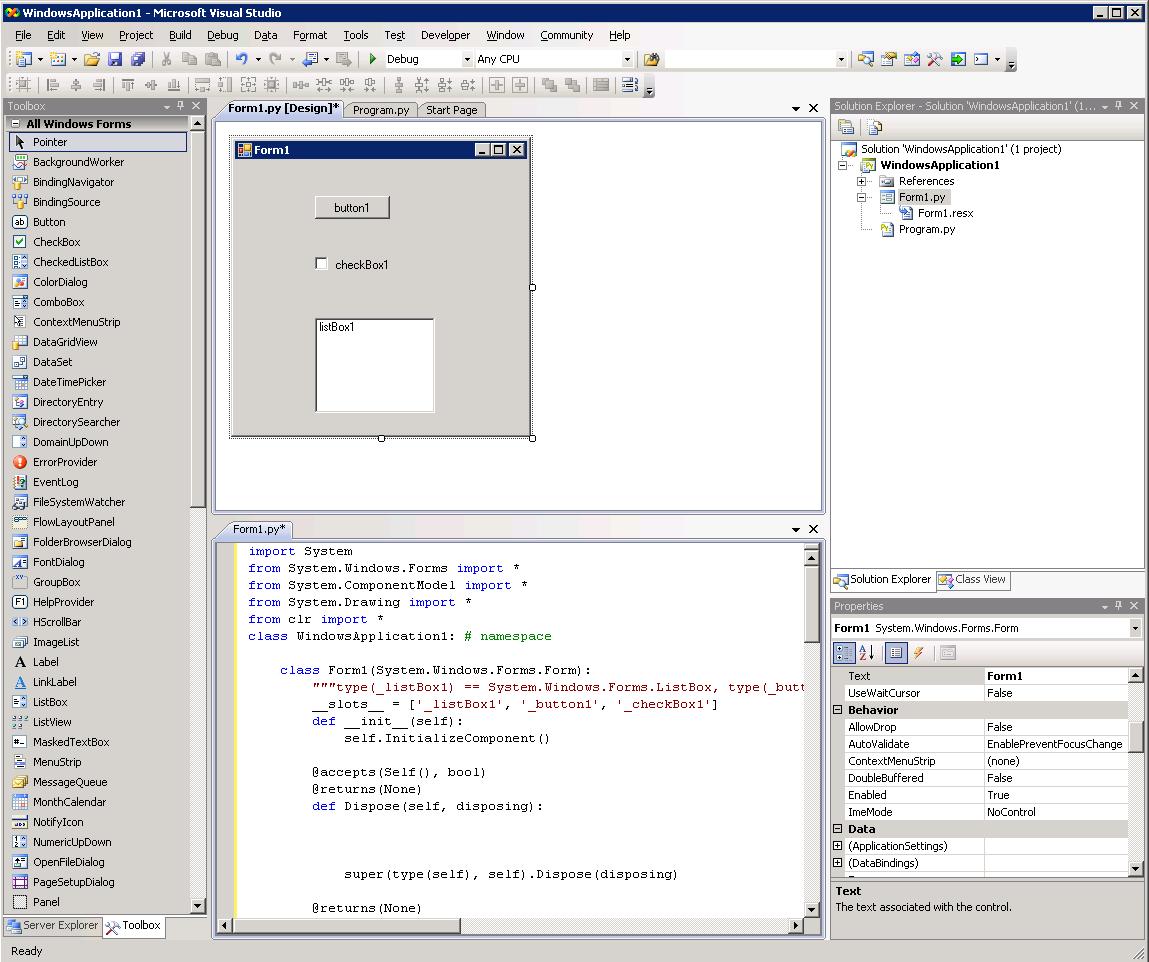 WindowsApplication1 - Microsoft Visual Studio
File Edit View Project Build Debug Data Format Tools Test Developer Window Community Help
Debug Any CPU
Toolbox
All Windows Forms
Pointer
BackgroundWorker
BindingNavigator
BindingSource
Button
CheckBox
CheckedListBox
ColorDialog
ComboBox
ContextMenuStrip
DataGridView
DataSet
DateTimePicker
DirectoryEntry
DirectorySearcher
DomainUpDown
ErrorProvider
EventLog
FileSystemWatcher
FlowLayoutPanel
FolderBrowserDialog
FontDialog
GroupBox
HelpProvider
HScrollBar
ImageList
Label
LinkLabel
ListBox
ListView
MaskedTextBox
MenuStrip
MessageQueue
MonthCalendar
NotifyIcon
NumericUpDown
OpenFileDialog
PageSetupDialog
Panel
Server Explorer Toolbox
Form1.py [Design]* Program.py Start Page
Form1
button1
checkBox1
listBox1
Form1.py*
import System
from System.Windows.Forms import *
from System.ComponentModel import *
from System.Drawing import *
from clr import *
class WindowsApplication1: # namespace
class Form1(System.Windows.Forms.Form):
"""type(_listBox1) == System.Windows.Forms.ListBox, type(_butt
__slots__ = ['_listBox1', '_button1', '_checkBox1']
def __init__(self):
self.InitializeComponent()
@accepts(Self(), bool)
@returns(None)
def Dispose(self, disposing):
super(type(self), self).Dispose(disposing)
@returns(None)
Solution Explorer - Solution 'WindowsApplication1' (1...
Solution 'WindowsApplication1' (1 project)
WindowsApplication1
References
Form1.py
Form1.resx
Program.py
Solution Explorer Class View
Properties
Form1 System.Windows.Forms.Form
Text Form1
UseWaitCursor False
Behavior
AllowDrop False
AutoValidate EnablePreventFocusChange
ContextMenuStrip (none)
DoubleBuffered False
Enabled True
ImeMode NoControl
Data
(ApplicationSettings)
(DataBindings)
Text
The text associated with the control.
Ready